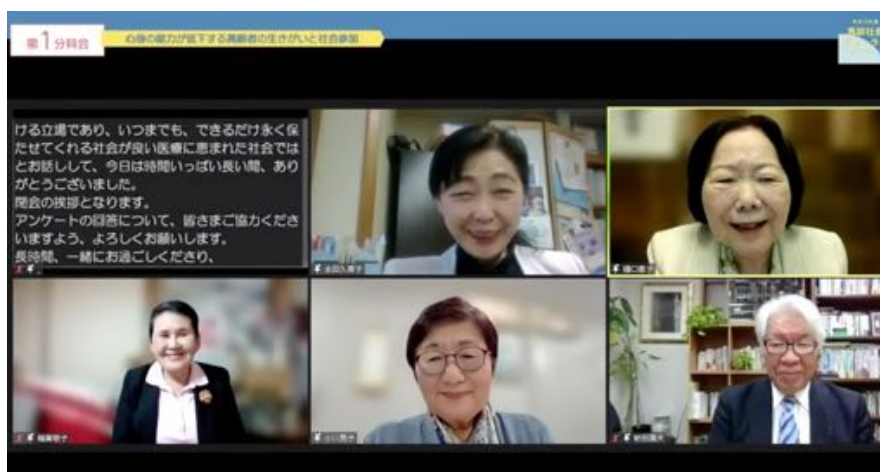 第1分科会
心身の能力が低下する高齢者の生きがいと社会参加
ける立場であり、いつまでも、できるだけ永く保
たせてくれる社会が良い医療に恵まれた社会では
とお話しして、今日は時間いっぱい長い間、あり
がとうございました。
閉会の挨拶となります。
アンケートの回答について、皆さまご協力くださ
いますよう、よろしくお願いします。
長時間、一緒にお過ごしくださり、
樋口恵子